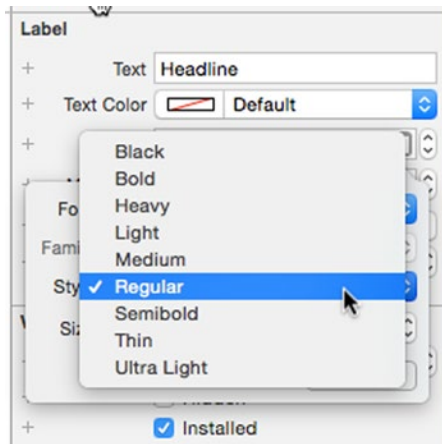 Label
Text Headline
Text Color Default
Black
Bold
Heavy
Light
Medium
✓ Regular
Semibold
Thin
Ultra Light
Installed